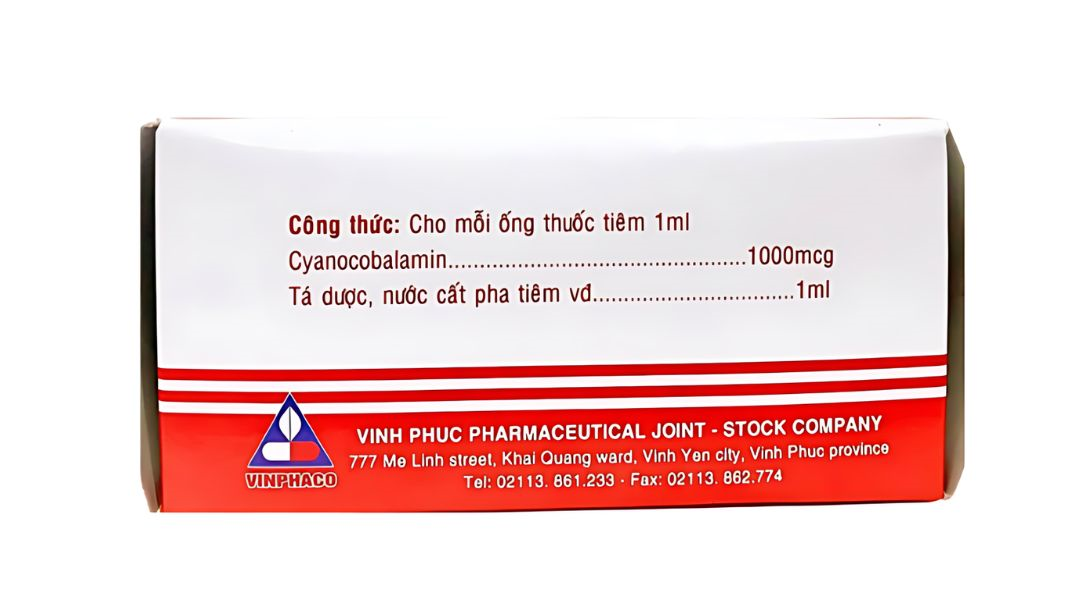 Công thức: Cho mỗi ống thuốc tiêm 1ml
Cyanocobalamin................................................1000mcg
Tá dược, nước cất pha tiêm vđ................................1ml
VINPHACO
VINH PHUC PHARMACEUTICAL JOINT - STOCK COMPANY
777 Me Linh street, Khai Quang ward, Vinh Yen city, Vinh Phuc province
Tel: 02113. 861.233 - Fax: 02113. 862.774